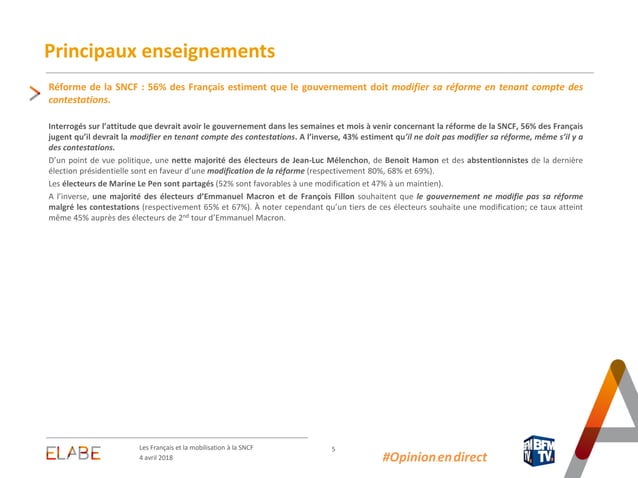 Principaux enseignements
Réforme de la SNCF : 56% des Français estiment que le gouvernement doit modifier sa réforme en tenant compte des
contestations.
Interrogés sur l’attitude que devrait avoir le gouvernement dans les semaines et mois à venir concernant la réforme de la SNCF, 56% des Français
jugent qu’il devrait la modifier en tenant compte des contestations. A l’inverse, 43% estiment qu’il ne doit pas modifier sa réforme, même s’il y a
des contestations.
D’un point de vue politique, une nette majorité des électeurs de Jean-Luc Mélenchon, de Benoit Hamon et des abstentionnistes de la dernière
élection présidentielle sont en faveur d’une modification de la réforme (respectivement 80%, 68% et 69%).
Les électeurs de Marine Le Pen sont partagés (52% sont favorables à une modification et 47% à un maintien).
A l’inverse, une majorité des électeurs d’Emmanuel Macron et de François Fillon souhaitent que le gouvernement ne modifie pas sa réforme
malgré les contestations (respectivement 65% et 67%). À noter cependant qu’un tiers de ces électeurs souhaite une modification; ce taux atteint
même 45% auprès des électeurs de 2nd tour d’Emmanuel Macron.
ELABE
Les Français et la mobilisation à la SNCF
4 avril 2018
5
#Opinionendirect
BFM
TV.